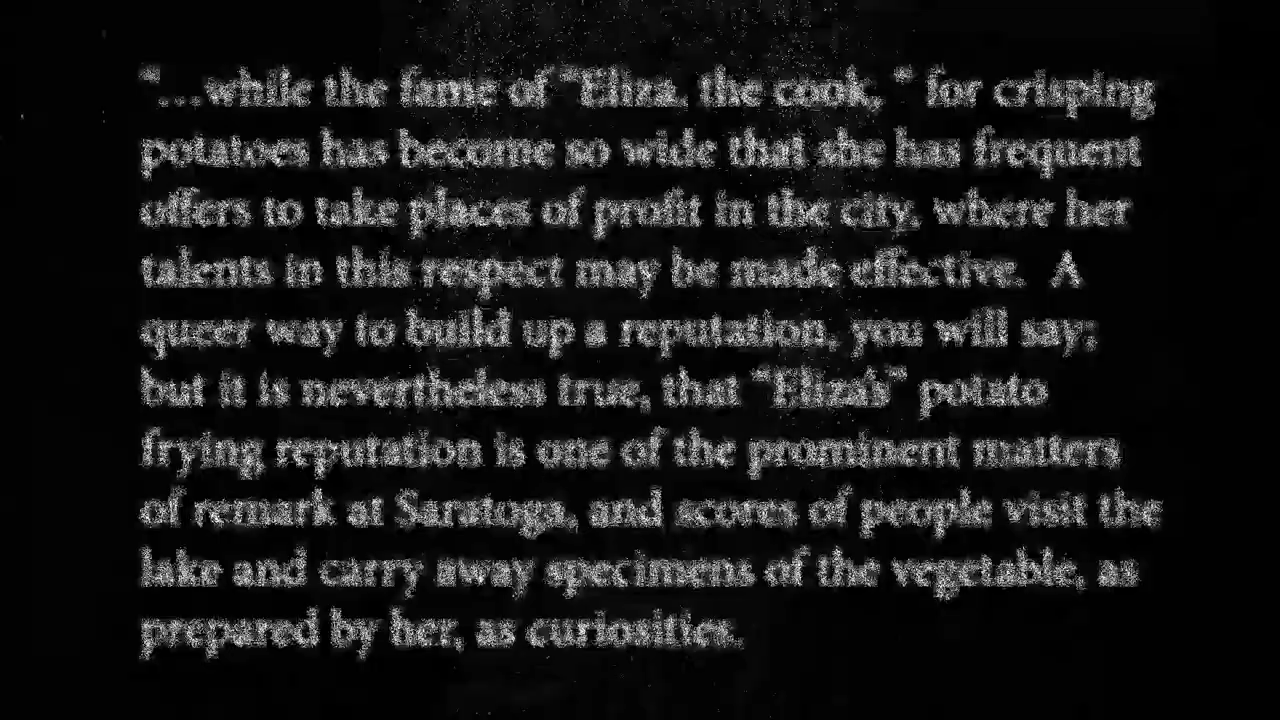 "...while the fame of "Eliza, the cook, " for crisping
potatoes has become so wide that she has frequent
offers to take places of profit in the city, where her
talents in this respect may be made effective.  A
queer way to build up a reputation, you will say;
but it is nevertheless true, that "Eliza's" potato
frying reputation is one of the prominent matters
of remark at Saratoga, and scores of people visit the
lake and carry away specimens of the vegetable, as
prepared by her, as curiosities.